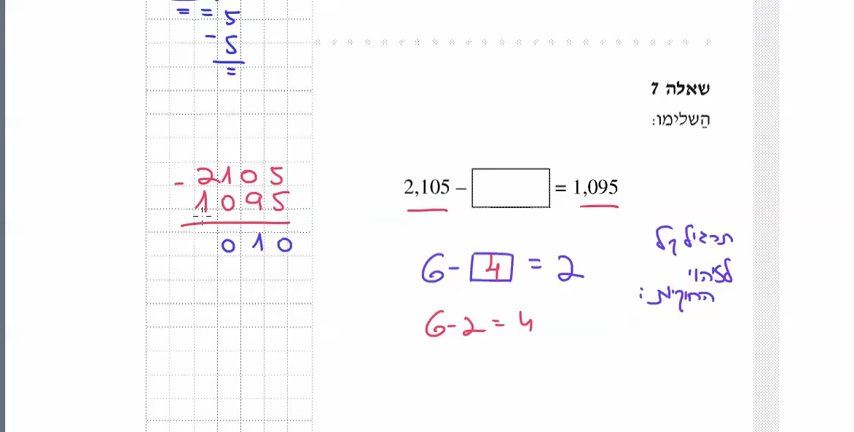 = = 5
- 5
=
שאלה 7
הַשלימו:
2,105 – = 1,095
- 2105
1095
010
6 - 4 = 2
6 - 2 = 4
תרגיל קל
לזיהוי
החוקיות: